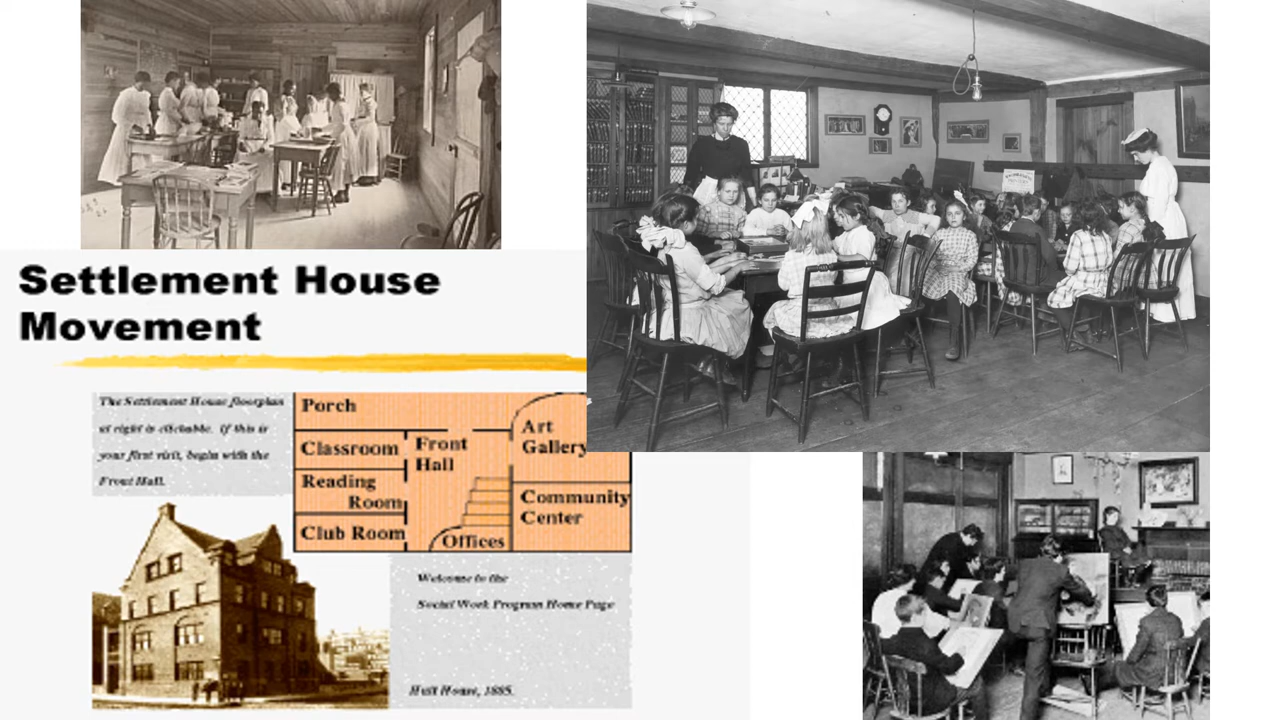 Settlement House
Movement
The Settlement House floorplan
at right is clickable. If this is
your first visit, begin with the
Front Hall.
Porch
Classroom
Front
Hall
Art
Gallery
Reading
Room
Community
Center
Club Room
Offices
Welcome to the
Social Work Program Home Page
Hull House, 1885.